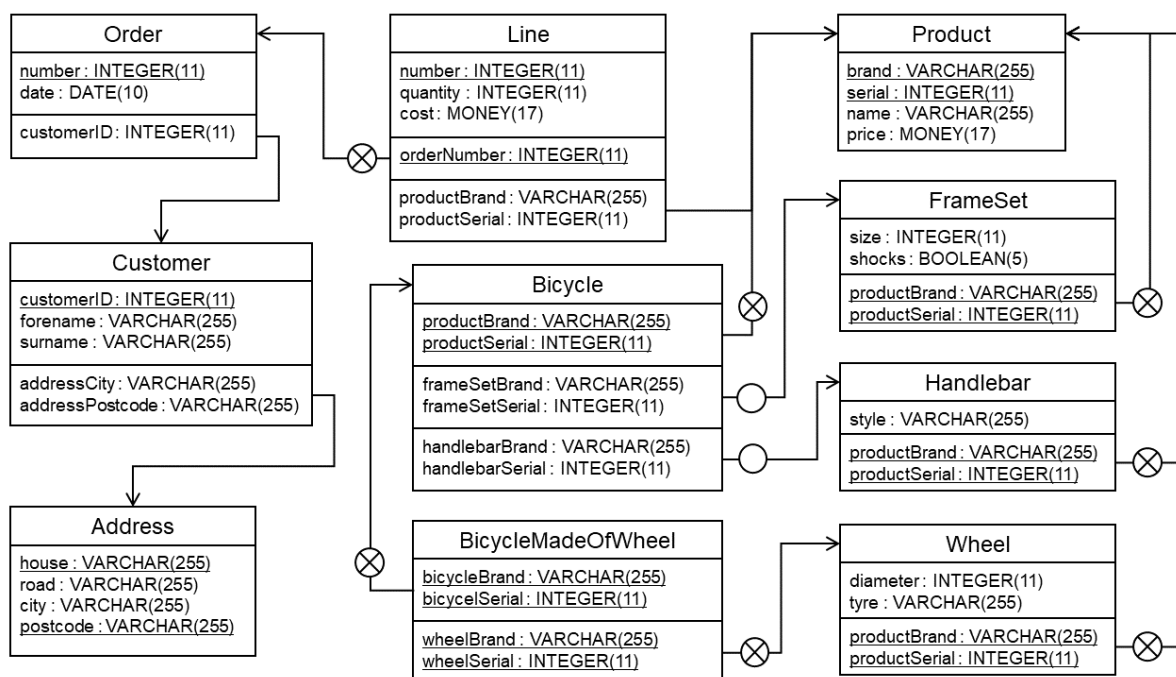 Order
number : INTEGER(11)
date : DATE(10)
customerID : INTEGER(11)
Line
number : INTEGER(11)
quantity : INTEGER(11)
cost : MONEY(17)
orderNumber : INTEGER(11)
productBrand : VARCHAR(255)
productSerial : INTEGER(11)
Product
brand : VARCHAR(255)
serial : INTEGER(11)
name : VARCHAR(255)
price : MONEY(17)
Customer
customerID : INTEGER(11)
forename : VARCHAR(255)
surname : VARCHAR(255)
addressCity : VARCHAR(255)
addressPostcode : VARCHAR(255)
Bicycle
productBrand : VARCHAR(255)
productSerial : INTEGER(11)
frameSetBrand : VARCHAR(255)
frameSetSerial : INTEGER(11)
handlebarBrand : VARCHAR(255)
handlebarSerial : INTEGER(11)
FrameSet
size : INTEGER(11)
shocks : BOOLEAN(5)
productBrand : VARCHAR(255)
productSerial : INTEGER(11)
Handlebar
style : VARCHAR(255)
productBrand : VARCHAR(255)
productSerial : INTEGER(11)
Address
house : VARCHAR(255)
road : VARCHAR(255)
city : VARCHAR(255)
postcode : VARCHAR(255)
BicycleMadeOfWheel
bicycleBrand : VARCHAR(255)
bicycelSerial : INTEGER(11)
wheelBrand : VARCHAR(255)
wheelSerial : INTEGER(11)
Wheel
diameter : INTEGER(11)
tyre : VARCHAR(255)
productBrand : VARCHAR(255)
productSerial : INTEGER(11)